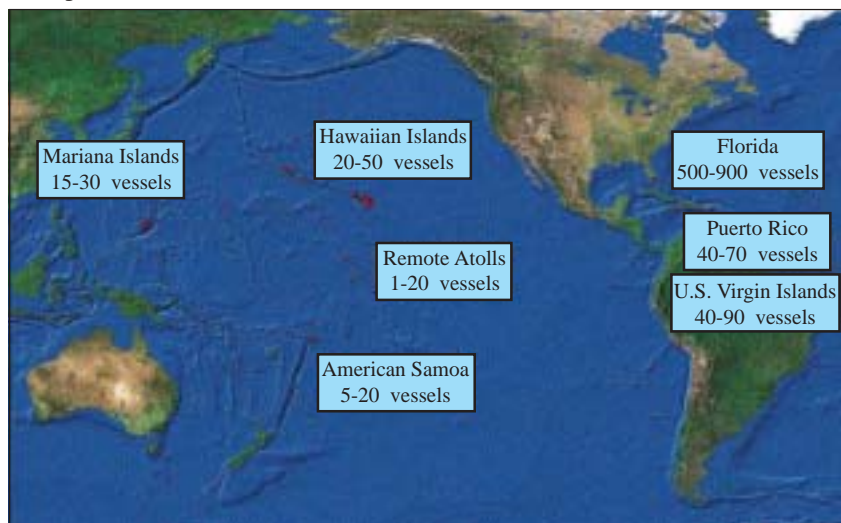 Mariana Islands
15-30 vessels
Hawaiian Islands
20-50 vessels
Florida
500-900 vessels
Puerto Rico
40-70 vessels
Remote Atolls
1-20 vessels
U.S. Virgin Islands
40-90 vessels
American Samoa
5-20 vessels